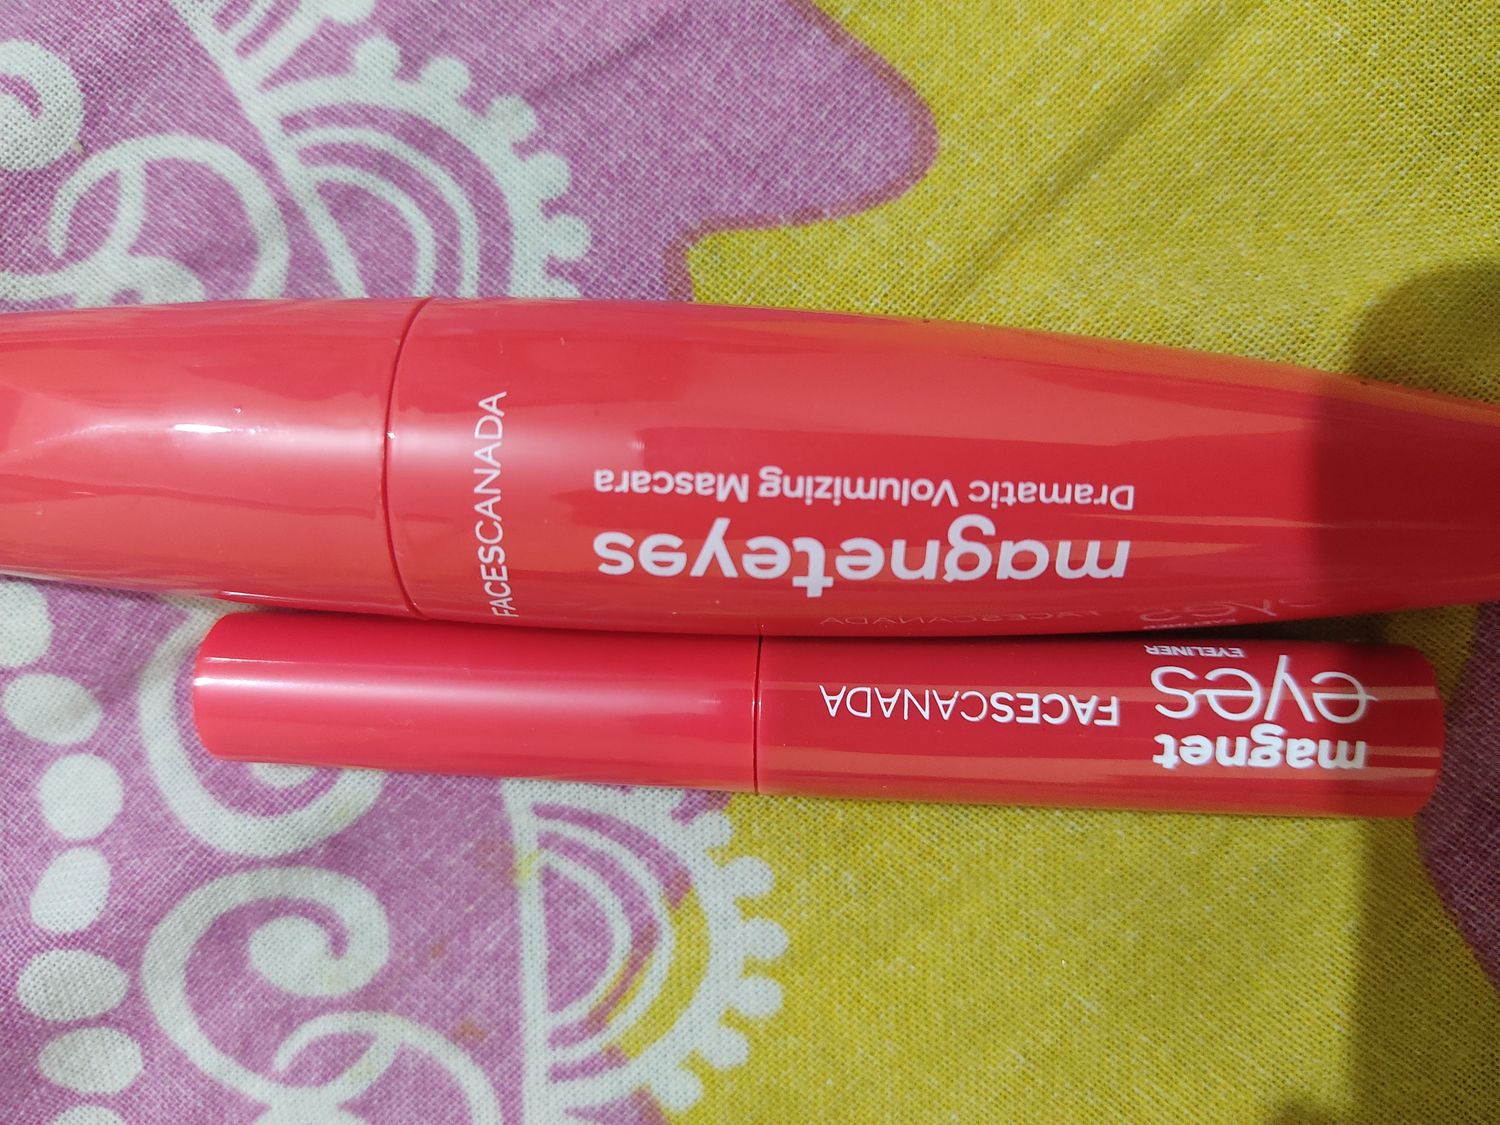 FACESCANADA
magneteyes
Dramatic Volumizing Mascara
magnet
eyes
EYELINER
FACESCANADA